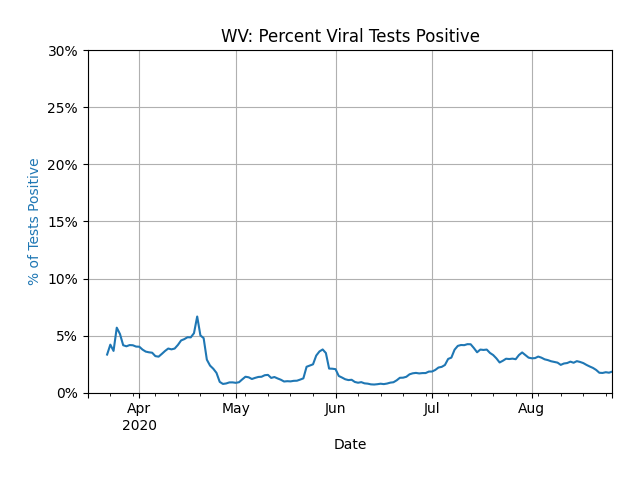 WV: Percent Viral Tests Positive
30%
25%
20%
15%
10%
5%
0%
% of Tests Positive
Apr May Jun Jul Aug
2020
Date